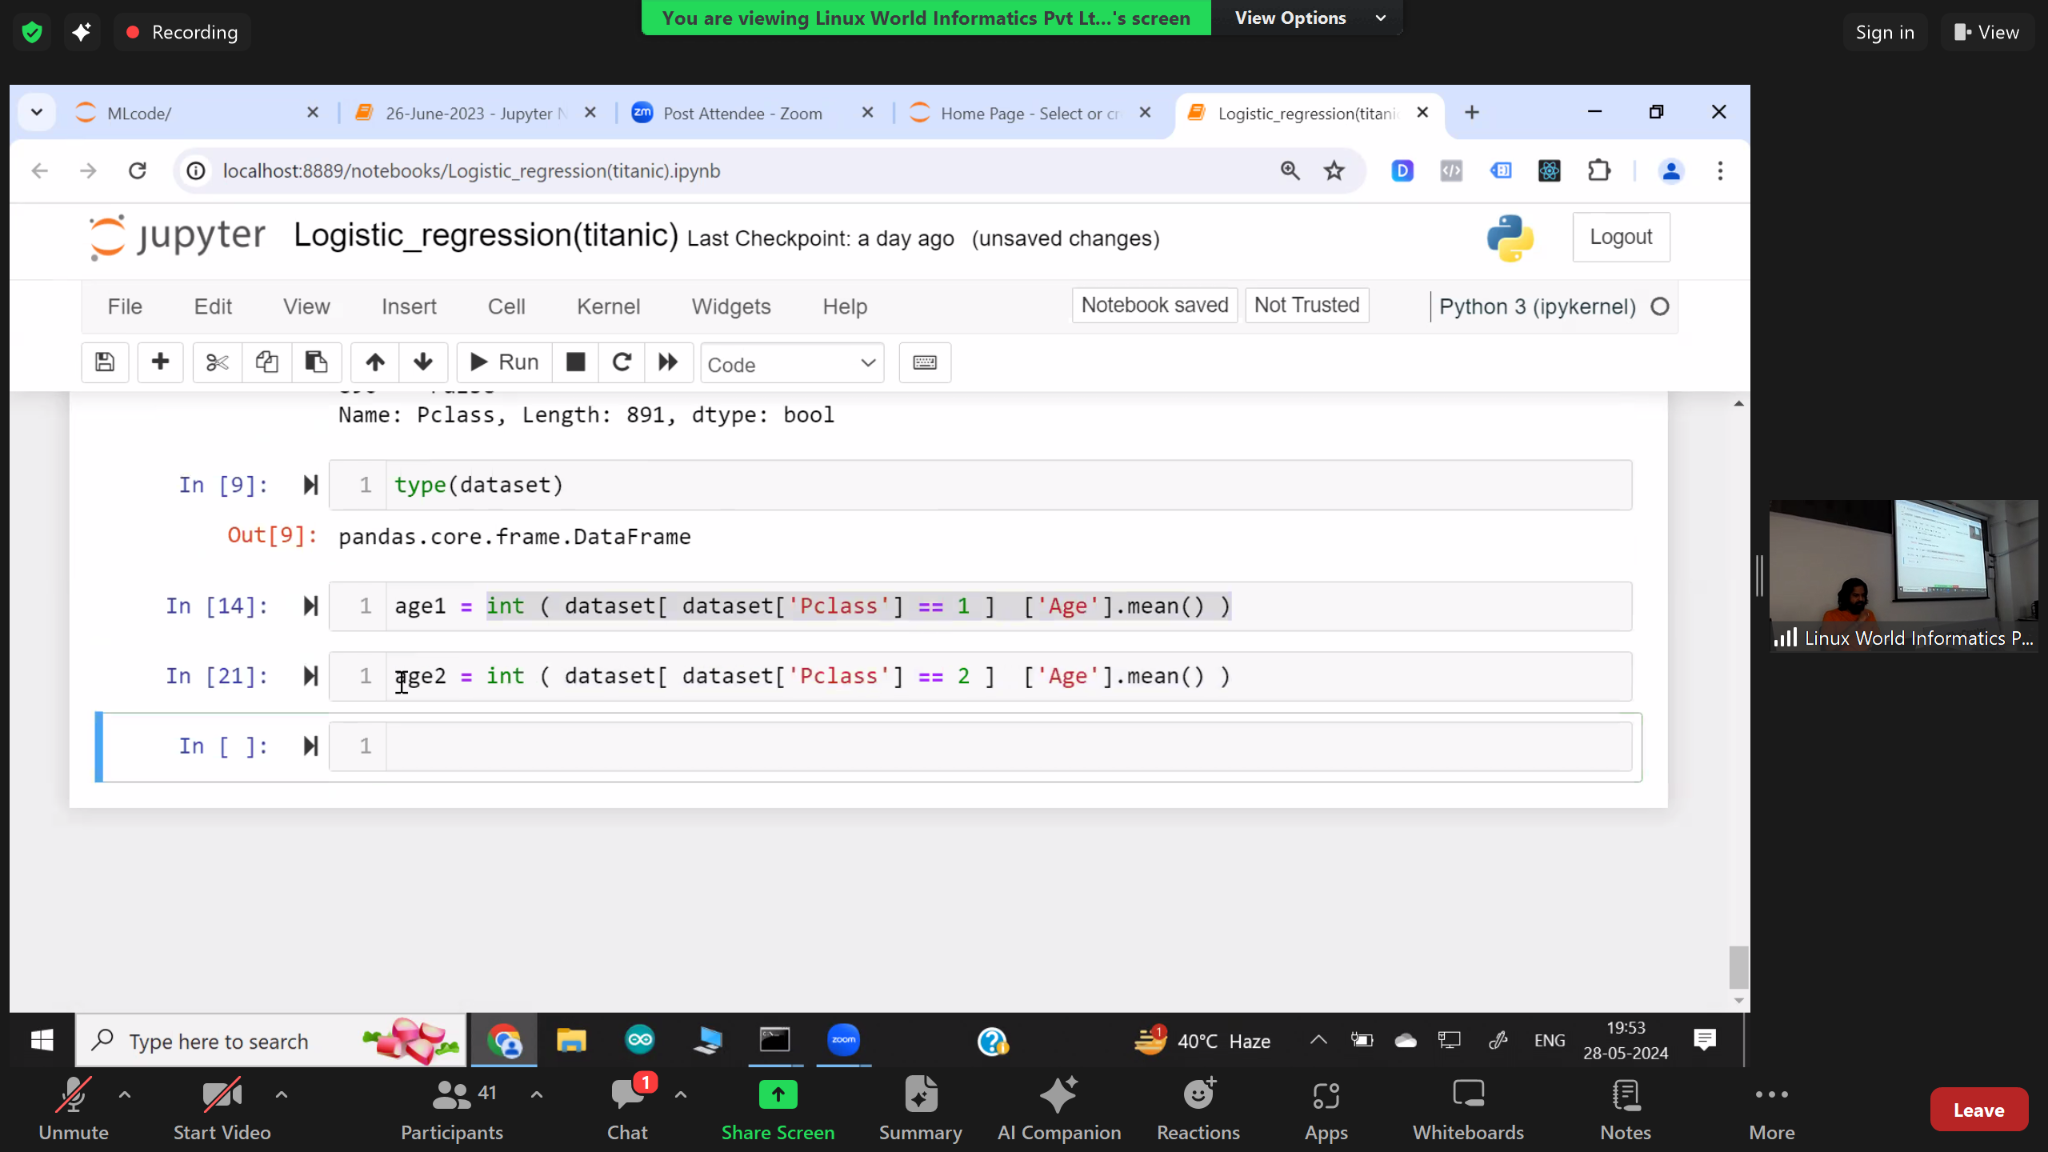 You are viewing Linux World Informatics Pvt Lt...'s screen
View Options
Recording
Sign in
View
MLcode/
26-June-2023 - Jupyter N
Post Attendee - Zoom
Home Page - Select or cr
Logistic_regression(titani
localhost:8889/notebooks/Logistic_regression(titanic).ipynb
jupyter
Logistic_regression(titanic) Last Checkpoint: a day ago (unsaved changes)
Logout
File Edit View Insert Cell Kernel Widgets Help
Notebook saved
Not Trusted
Python 3 (ipykernel)
Run
Code
Name: Pclass, Length: 891, dtype: bool
In [9]: 1 type(dataset)
Out[9]: pandas.core.frame.DataFrame
In [14]: 1 age1 = int ( dataset[ dataset['Pclass'] == 1 ] ['Age'].mean() )
In [21]: 1 age2 = int ( dataset[ dataset['Pclass'] == 2 ] ['Age'].mean() )
In [ ]: 1
Linux World Informatics P...
Type here to search
zoom
1
40°C Haze
ENG
19:53
28-05-2024
Unmute
Start Video
41
Participants
1
Chat
Share Screen
Summary
AI Companion
Reactions
Apps
Whiteboards
Notes
More
Leave